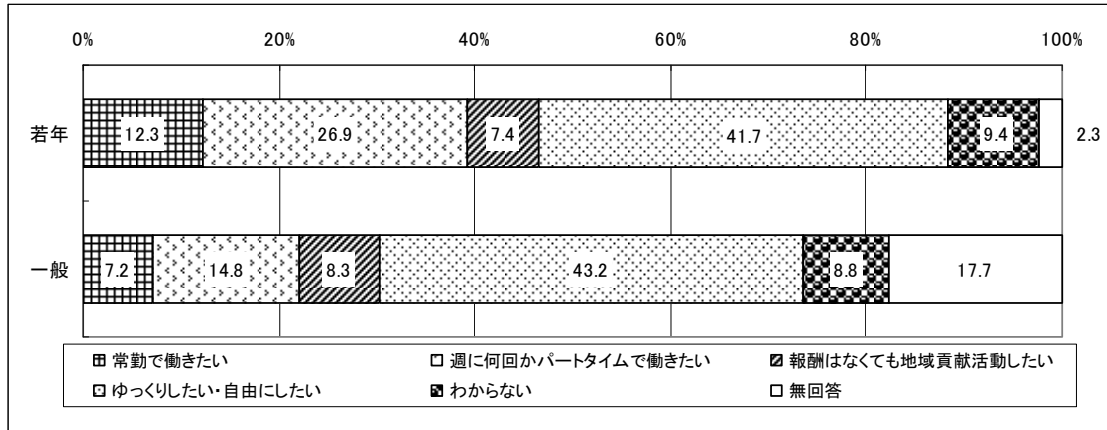 0% 20% 40% 60% 80% 100%
若年 12.3 26.9 7.4 41.7 9.4 2.3
一般 7.2 14.8 8.3 43.2 8.8 17.7
常勤で働きたい 週に何回かパートタイムで働きたい 報酬はなくても地域貢献活動したい
ゆっくりしたい・自由にしたい わからない 無回答